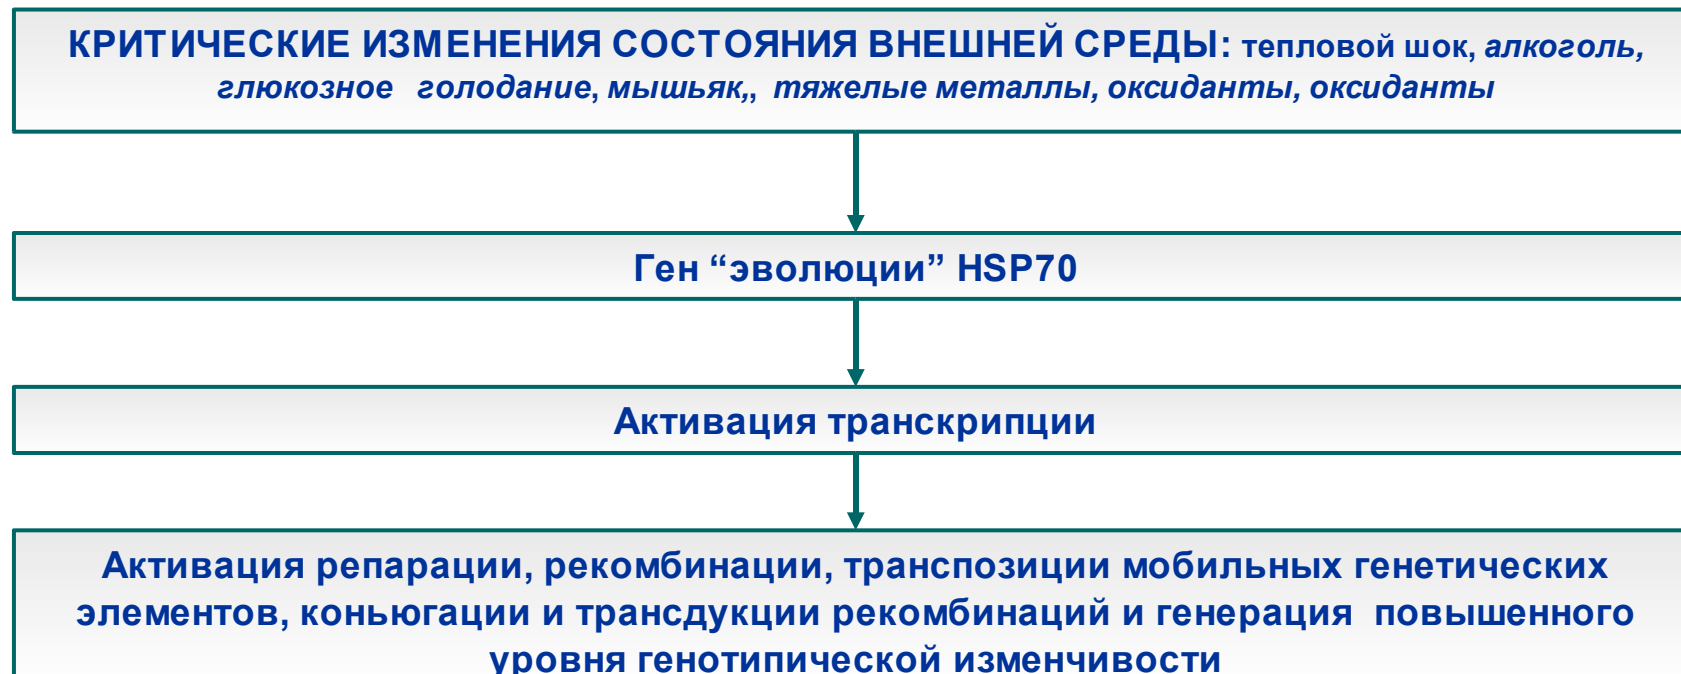 КРИТИЧЕСКИЕ ИЗМЕНЕНИЯ СОСТОЯНИЯ ВНЕШНЕЙ СРЕДЫ: тепловой шок, алкоголь,
глюкозное голодание, мышьяк,, тяжелые металлы, оксиданты, оксиданты
Ген “эволюции” HSP70
Активация транскрипции
Активация репарации, рекомбинации, транспозиции мобильных генетических
элементов, коньюгации и трансдукции рекомбинаций и генерация повышенного
уровня генотипической изменчивости